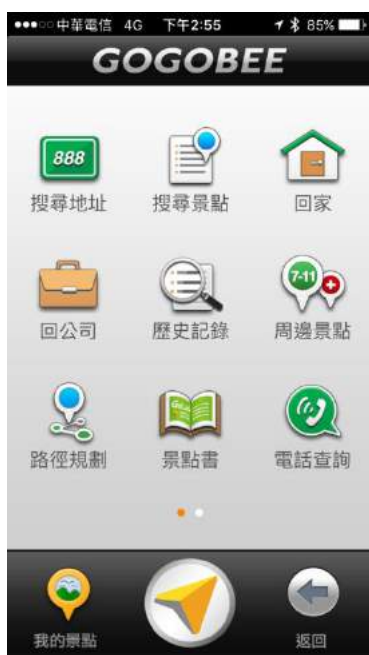 中華電信 4G 下午2:55 85%
GOGOBEE
888
搜尋地址 搜尋景點 回家
7-11
回公司 歷史記錄 周邊景點
路徑規劃 景點書 電話查詢
我的景點 返回